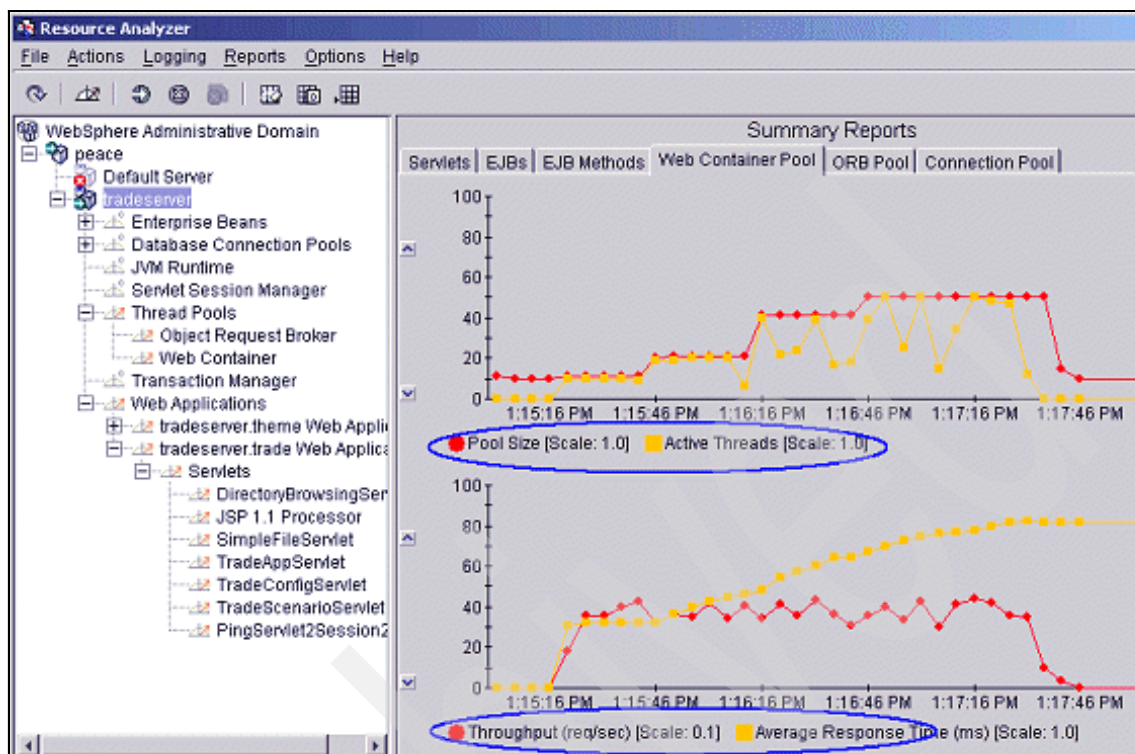 Resource Analyzer
File Actions Logging Reports Options Help
WebSphere Administrative Domain
peace
Default Server
tradeserver
Enterprise Beans
Database Connection Pools
JVM Runtime
Servlet Session Manager
Thread Pools
Object Request Broker
Web Container
Transaction Manager
Web Applications
tradeserver.theme Web Appli
tradeserver.trade Web Applica
Servlets
DirectoryBrowsingSer
JSP 1.1 Processor
SimpleFileServlet
TradeAppServlet
TradeConfigServlet
TradeScenarioServlet
PingServlet2Session2
Summary Reports
Servlets EJBs EJB Methods Web Container Pool ORB Pool Connection Pool
100
80
60
40
20
0
1:15:16 PM 1:15:46 PM 1:16:16 PM 1:16:46 PM 1:17:16 PM 1:17:46 PM
Pool Size [Scale: 1.0] Active Threads [Scale: 1.0]
100
80
60
40
20
0
1:15:16 PM 1:15:46 PM 1:16:16 PM 1:16:46 PM 1:17:16 PM 1:17:46 PM
Throughput (req/sec) [Scale: 0.1] Average Response Time (ms) [Scale: 1.0]